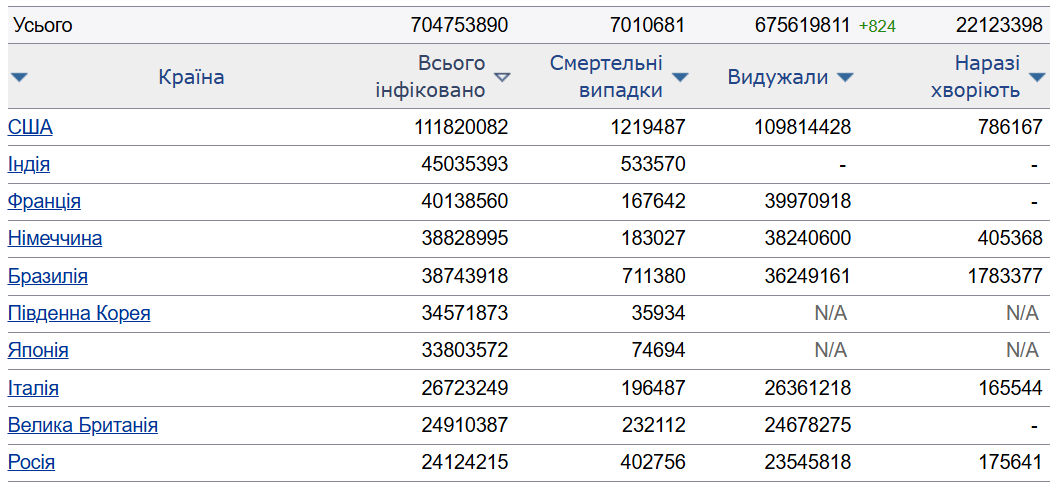 Усього 704753890 7010681 675619811 +824 22123398
Країна Всього інфіковано Смертельні випадки Видужали Наразі хворіють
США 111820082 1219487 109814428 786167
Індія 45035393 533570 - -
Франція 40138560 167642 39970918 -
Німеччина 38828995 183027 38240600 405368
Бразилія 38743918 711380 36249161 1783377
Південна Корея 34571873 35934 N/A N/A
Японія 33803572 74694 N/A N/A
Італія 26723249 196487 26361218 165544
Велика Британія 24910387 232112 24678275 -
Росія 24124215 402756 23545818 175641